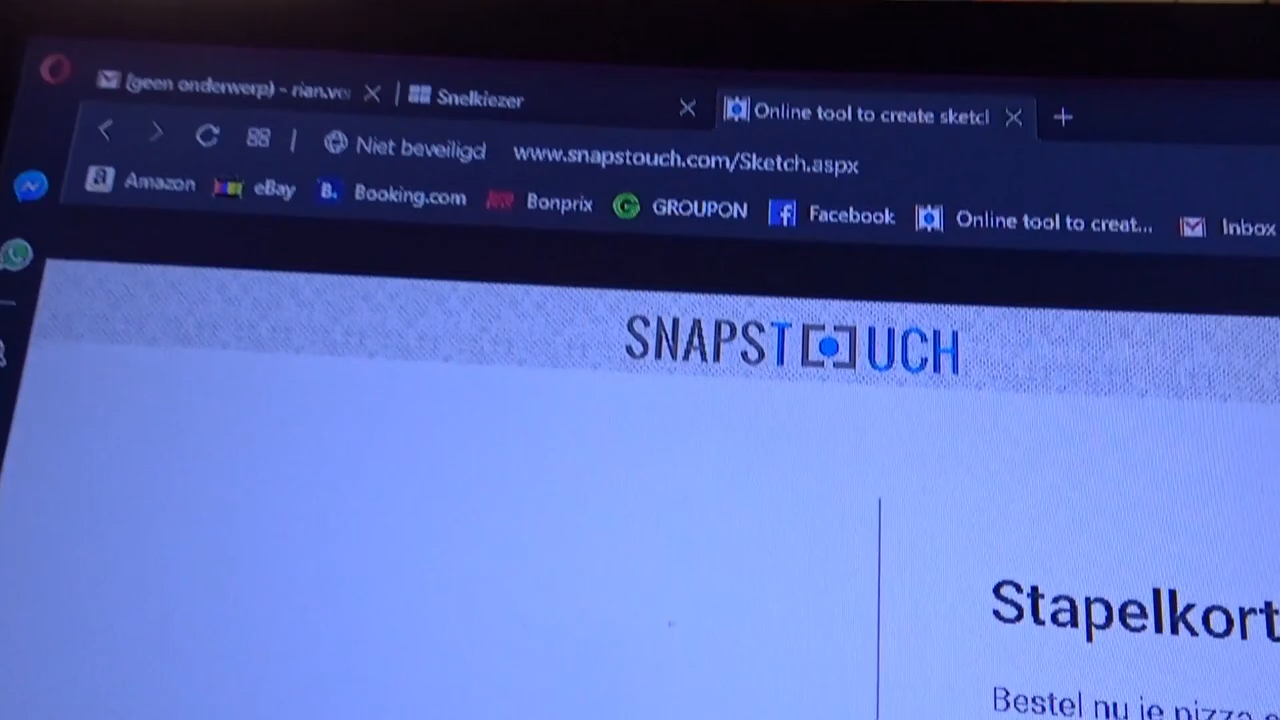 (geen onderwerp) - rian.ve
Snelkiezer
Online tool to create sketcl
Niet beveiligd www.snapstouch.com/Sketch.aspx
Amazon eBay Booking.com Bonprix GROUPON Facebook Online tool to creat... Inbox
SNAPSTOUCH
Stapelkort
Bestel nu je pizza